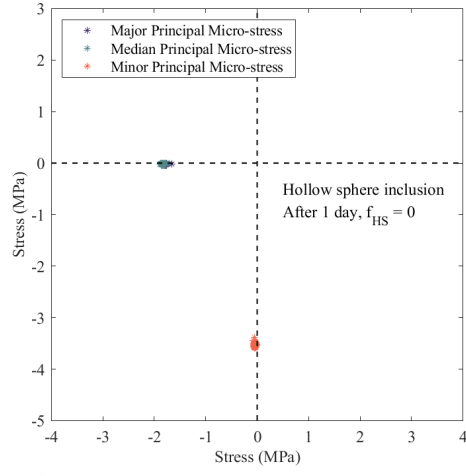 3
Major Principal Micro-stress
Median Principal Micro-stress
2
Minor Principal Micro-stress
1
0
Hollow sphere inclusion
-1
After 1 day, f_HS = 0
-2
-3
-4
-5
-4
-3
-2
-1
0
1
2
3
4
Stress (MPa)
Stress (MPa)